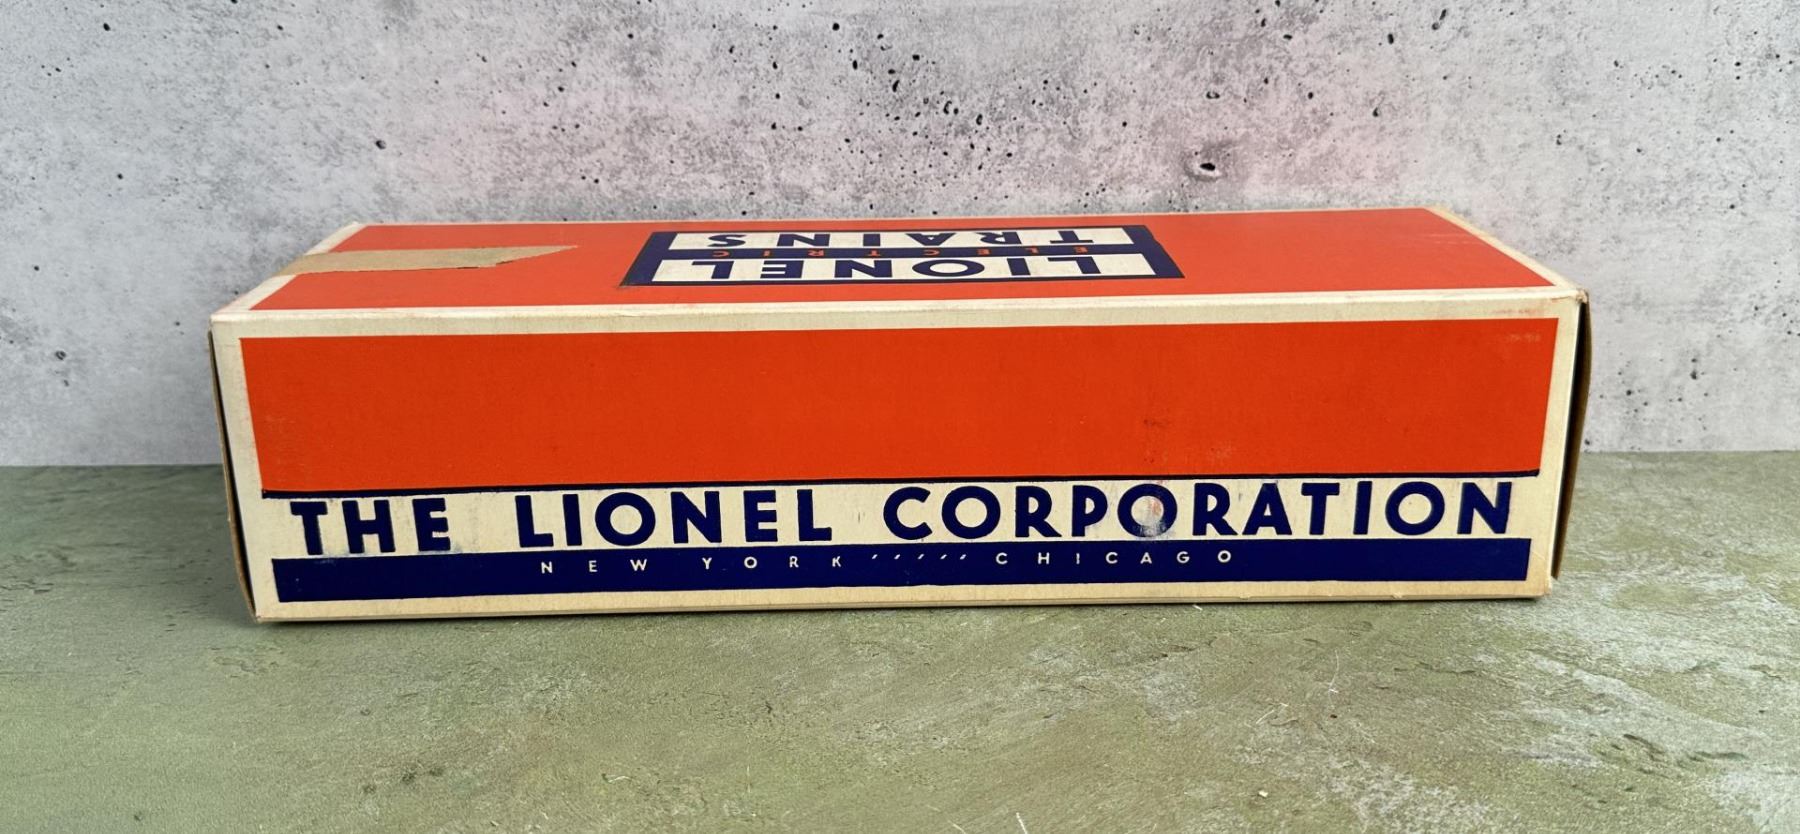 LIONEL
ELECTRIC
TRAINS
THE LIONEL CORPORATION
NEW YORK ′ ′ ′ ′ ′ CHICAGO